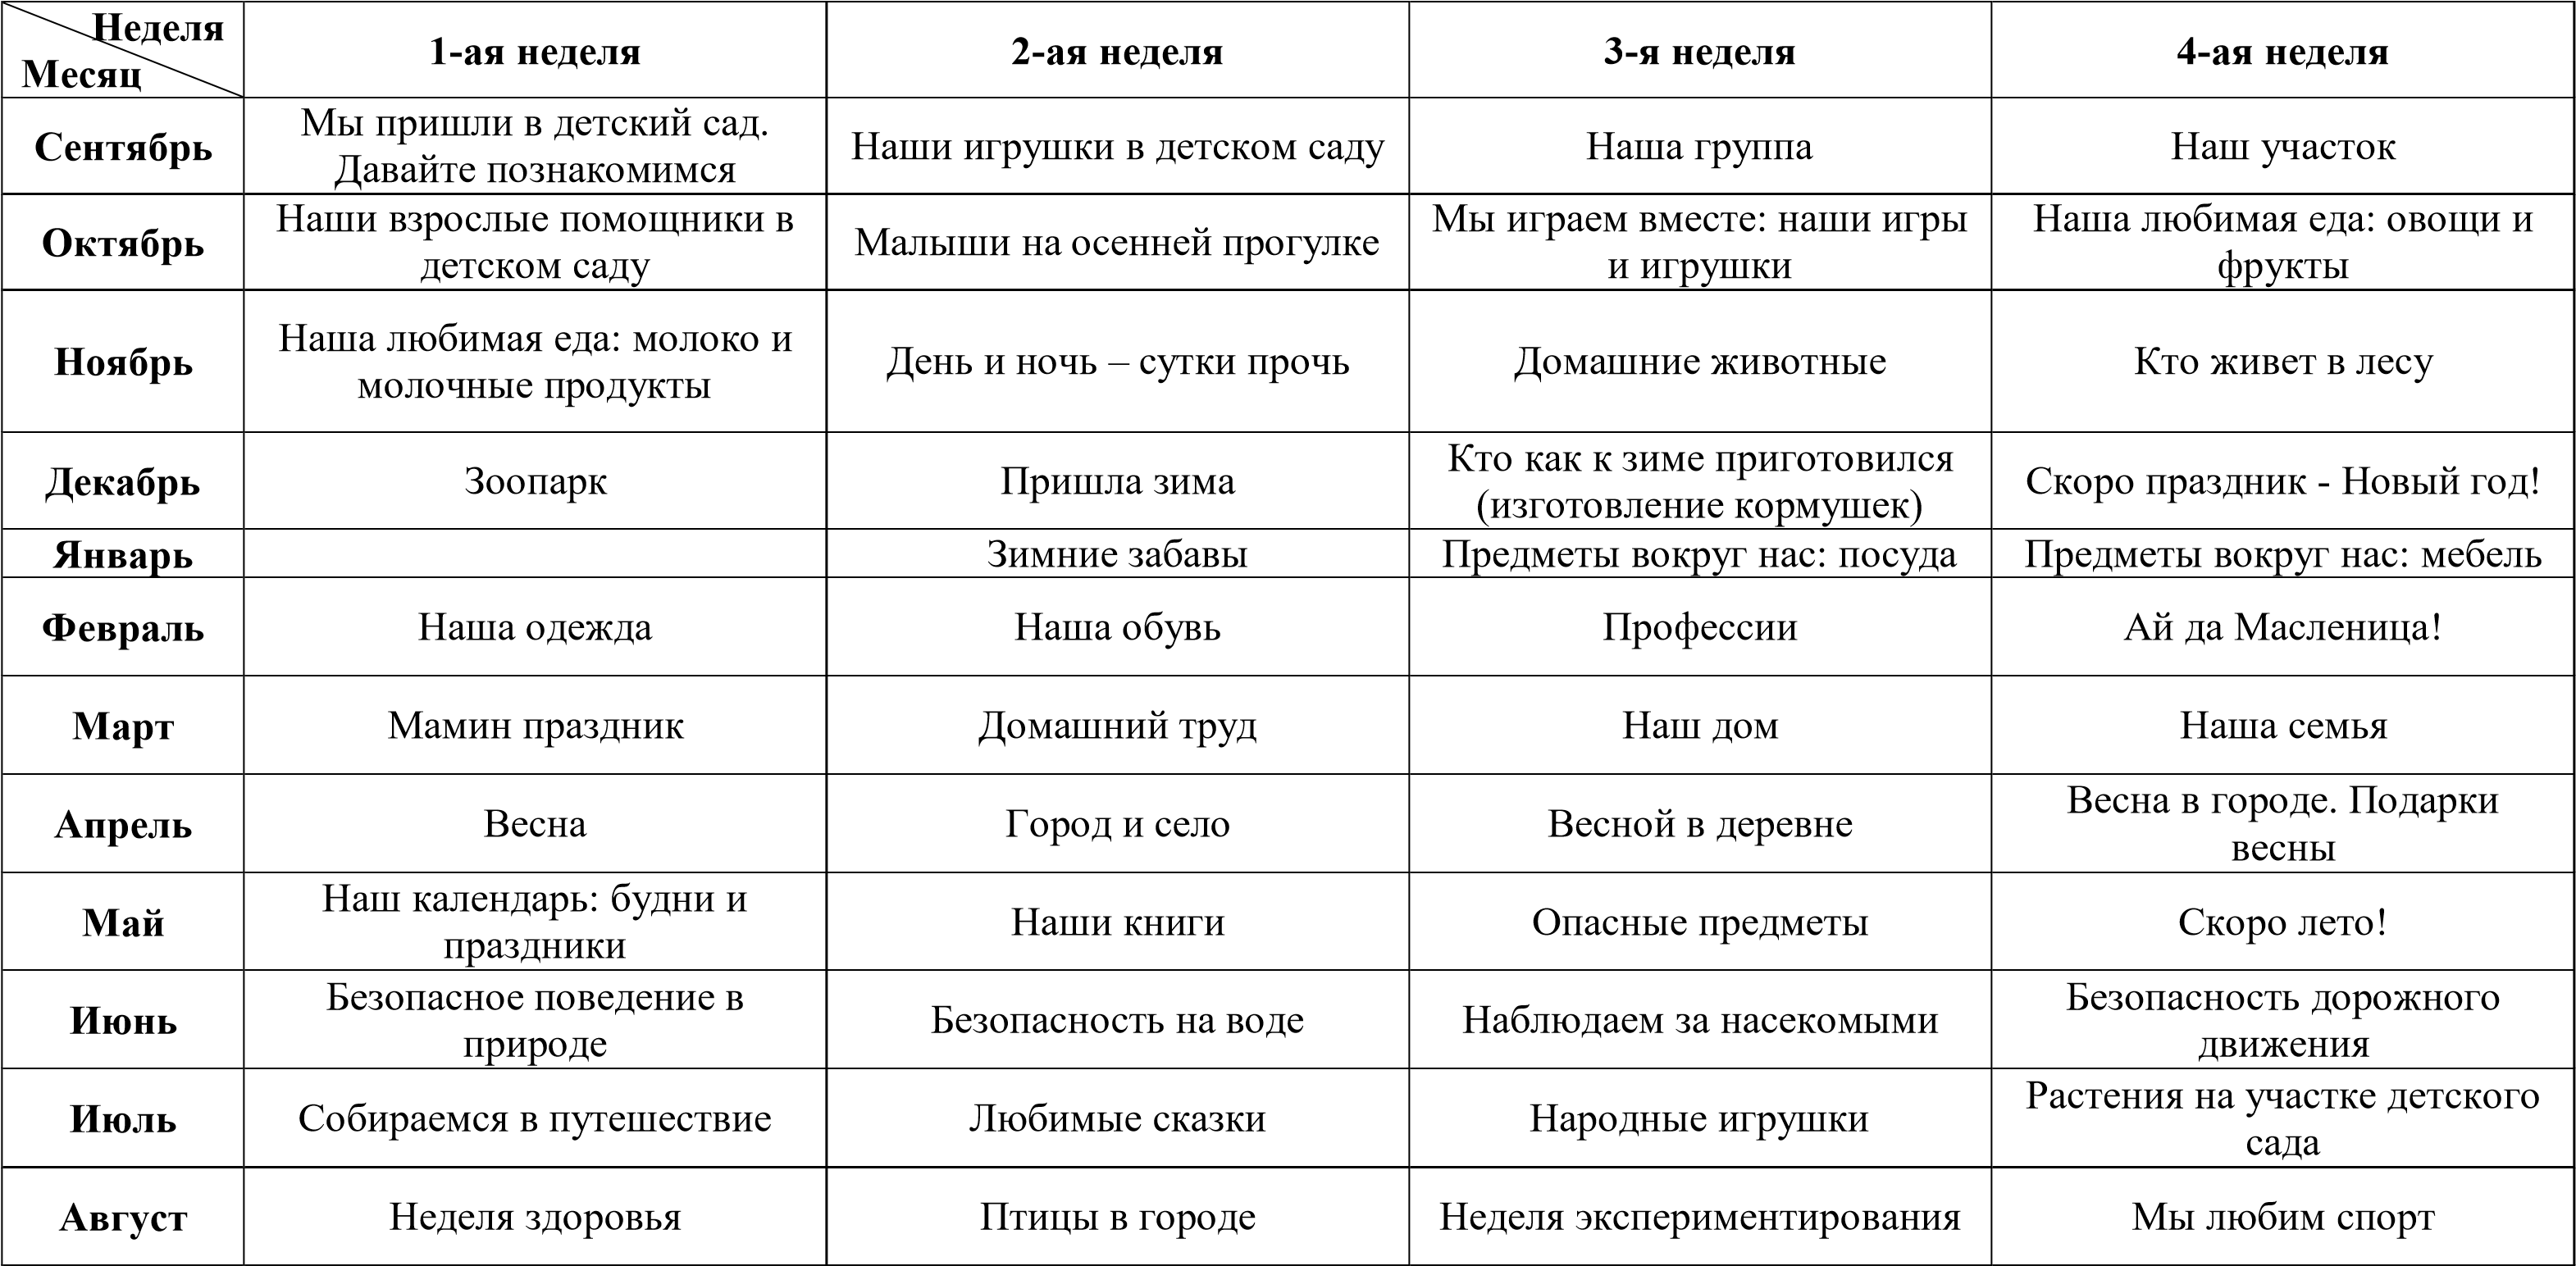 Неделя
Месяц
1-ая неделя
2-ая неделя
3-я неделя
4-ая неделя
Сентябрь
Мы пришли в детский сад.
Давайте познакомимся
Наши игрушки в детском саду
Наша группа
Наш участок
Октябрь
Наши взрослые помощники в
детском саду
Малыши на осенней прогулке
Мы играем вместе: наши игры
и игрушки
Наша любимая еда: овощи и
фрукты
Ноябрь
Наша любимая еда: молоко и
молочные продукты
День и ночь – сутки прочь
Домашние животные
Кто живет в лесу
Декабрь
Зоопарк
Пришла зима
Кто как к зиме приготовился
(изготовление кормушек)
Скоро праздник - Новый год!
Январь
Зимние забавы
Предметы вокруг нас: посуда
Предметы вокруг нас: мебель
Февраль
Наша одежда
Наша обувь
Профессии
Ай да Масленица!
Март
Мамин праздник
Домашний труд
Наш дом
Наша семья
Апрель
Весна
Город и село
Весной в деревне
Весна в городе. Подарки
весны
Май
Наш календарь: будни и
праздники
Наши книги
Опасные предметы
Скоро лето!
Июнь
Безопасное поведение в
природе
Безопасность на воде
Наблюдаем за насекомыми
Безопасность дорожного
движения
Июль
Собираемся в путешествие
Любимые сказки
Народные игрушки
Растения на участке детского
сада
Август
Неделя здоровья
Птицы в городе
Неделя экспериментирования
Мы любим спорт